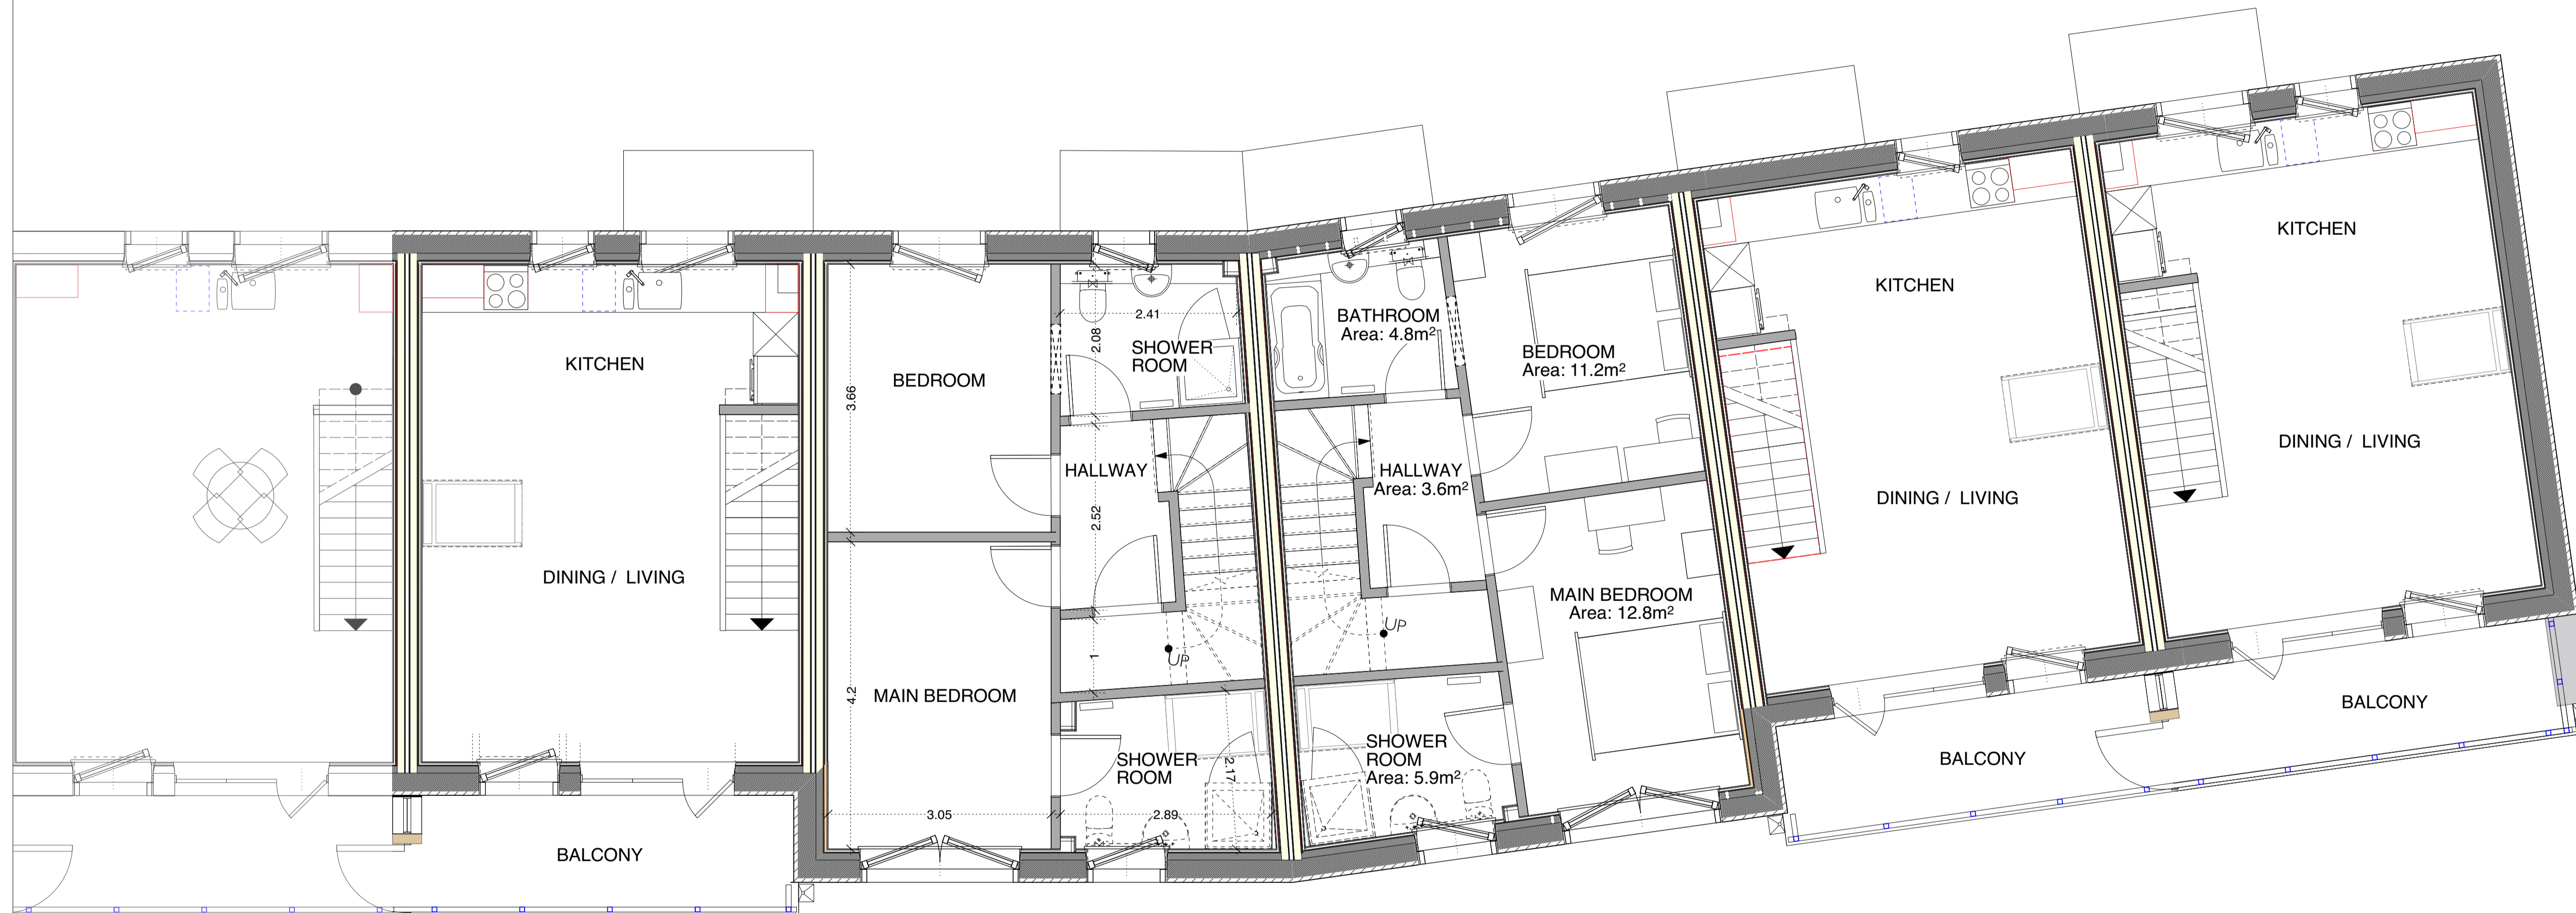 KITCHEN
DINING / LIVING
BALCONY
BEDROOM
3.66
MAIN BEDROOM
4.2
3.05
2.41
2.08
SHOWER
ROOM
HALLWAY
2.52
UP
1
SHOWER
ROOM
2.17
2.89
BATHROOM
Area: 4.8m²
BEDROOM
Area: 11.2m²
HALLWAY
Area: 3.6m²
UP
MAIN BEDROOM
Area: 12.8m²
SHOWER
ROOM
Area: 5.9m²
KITCHEN
DINING / LIVING
BALCONY
KITCHEN
DINING / LIVING
BALCONY